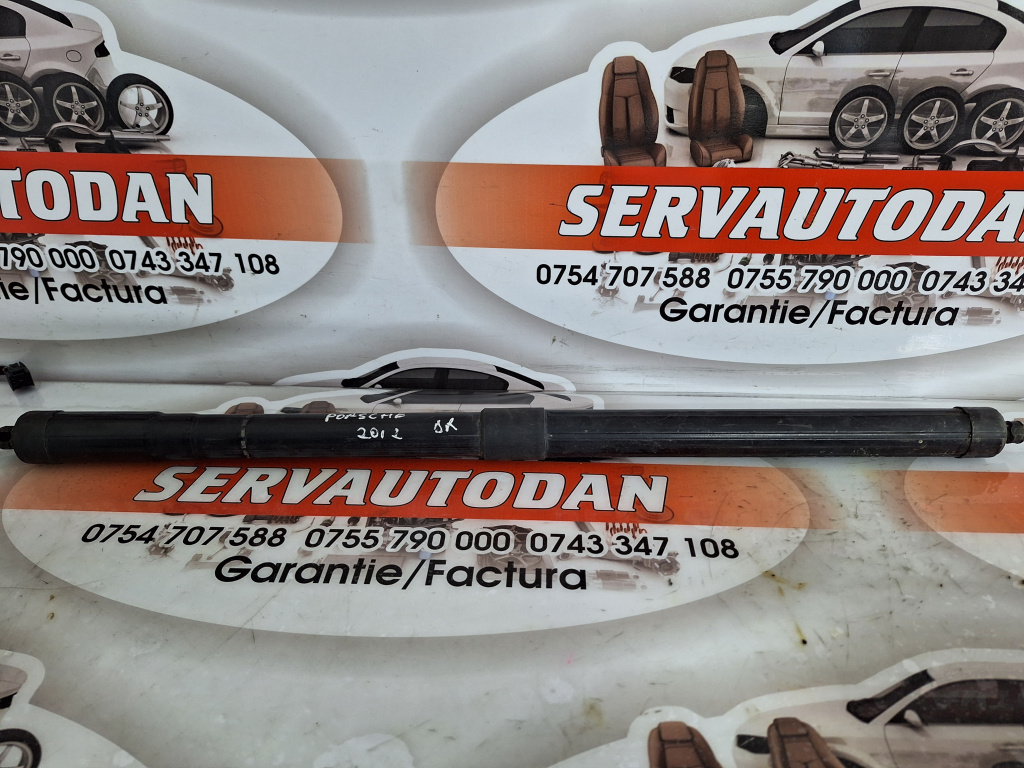 TODAN
790 000 0743 347 108
ie/Factura
SERVAUTODA
0754 707 588 0755 790 000 0743 34
Garantie/Factura
PORSCHE
2012 DR
SERVAUTODAN
0754 707 588 0755 790 000 0743 347 108
Garantie/Factura